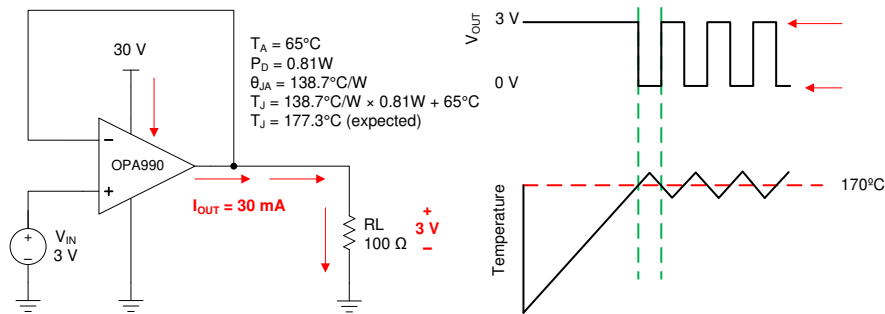 30 V
−
OPA990
+
V_IN
3 V
+
−
T_A = 65°C
P_D = 0.81W
θ_JA = 138.7°C/W
T_J = 138.7°C/W × 0.81W + 65°C
T_J = 177.3°C (expected)
I_OUT = 30 mA
RL
100 Ω
+
3 V
−
V_OUT
3 V
0 V
Temperature
170ºC